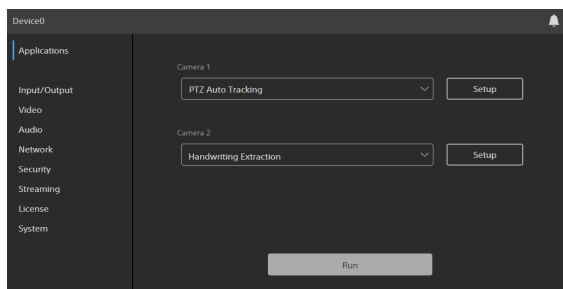 Device0
Applications
Input/Output
Video
Audio
Network
Security
Streaming
License
System
Camera 1
PTZ Auto Tracking
Setup
Camera 2
Handwriting Extraction
Setup
Run